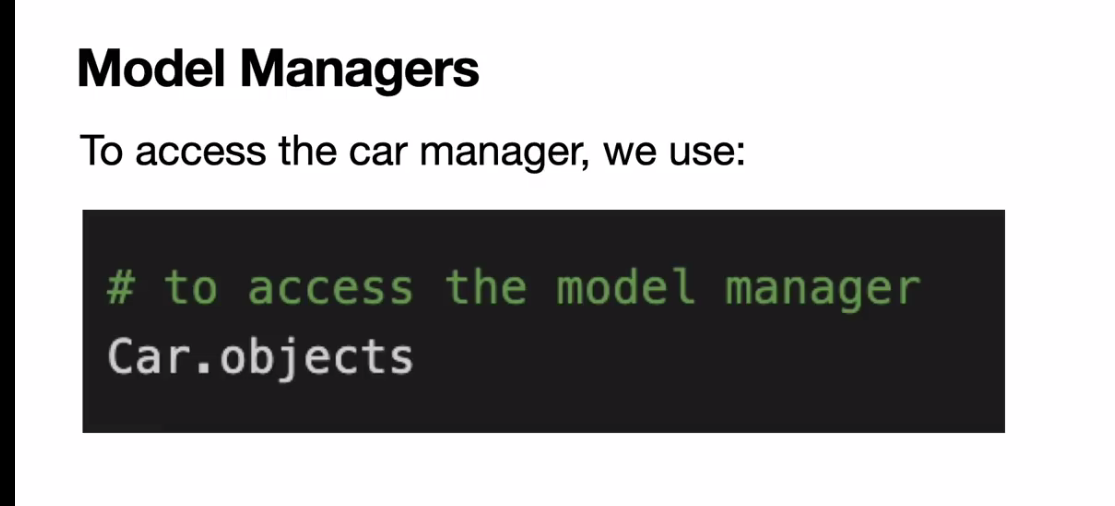 Model Managers
To access the car manager, we use:
# to access the model manager
Car.objects